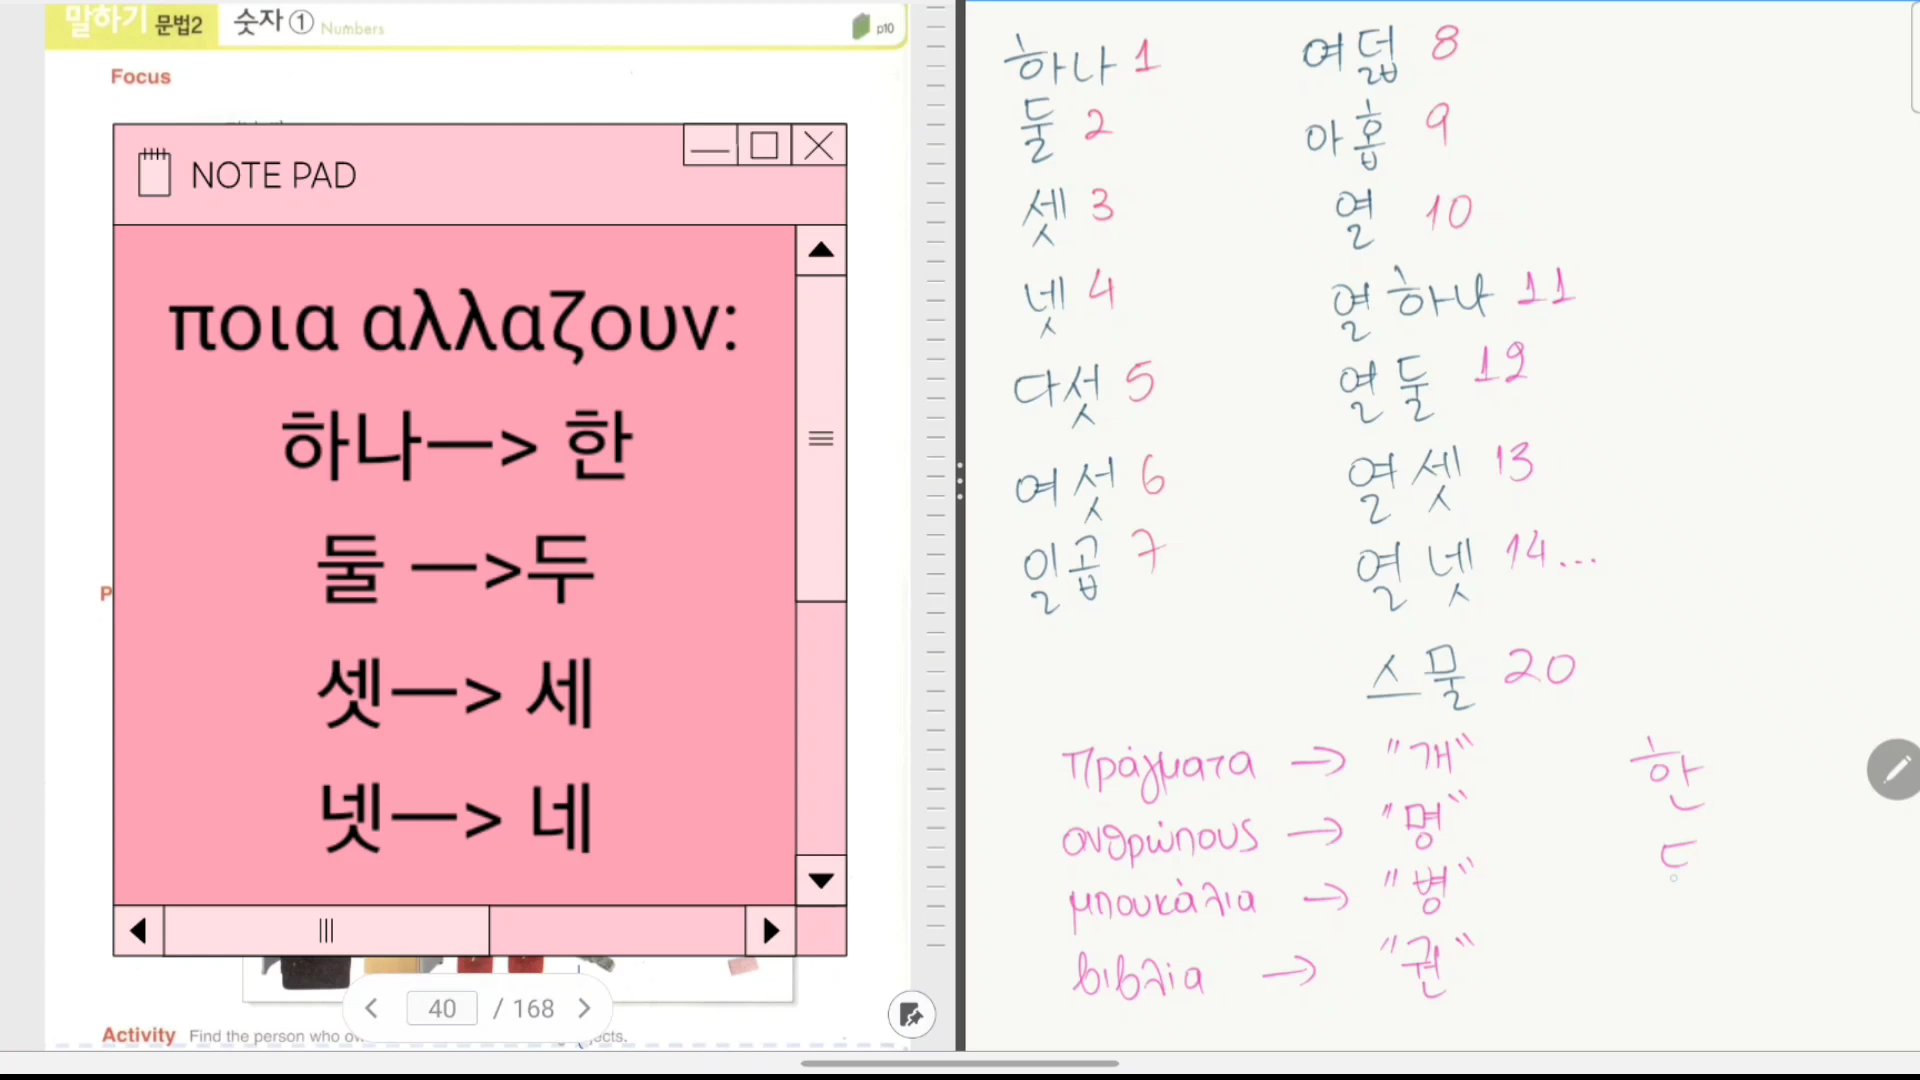 말하기 문법2 숫자 ① Numbers p10
Focus
NOTE PAD
ποια αλλαζουν:
하나—> 한
둘 —>두
셋—> 세
넷—> 네
40 / 168
Activity Find the person who
하나 1
둘 2
셋 3
넷 4
다섯 5
여섯 6
일곱 7
여덟 8
아홉 9
열 10
열하나 11
열둘 12
열셋 13
열넷 14...
스물 20
πράγματα → "개"
ανθρώπους → "명"
μπουκάλια → "병"
βιβλία → "권"
한
ㄷ